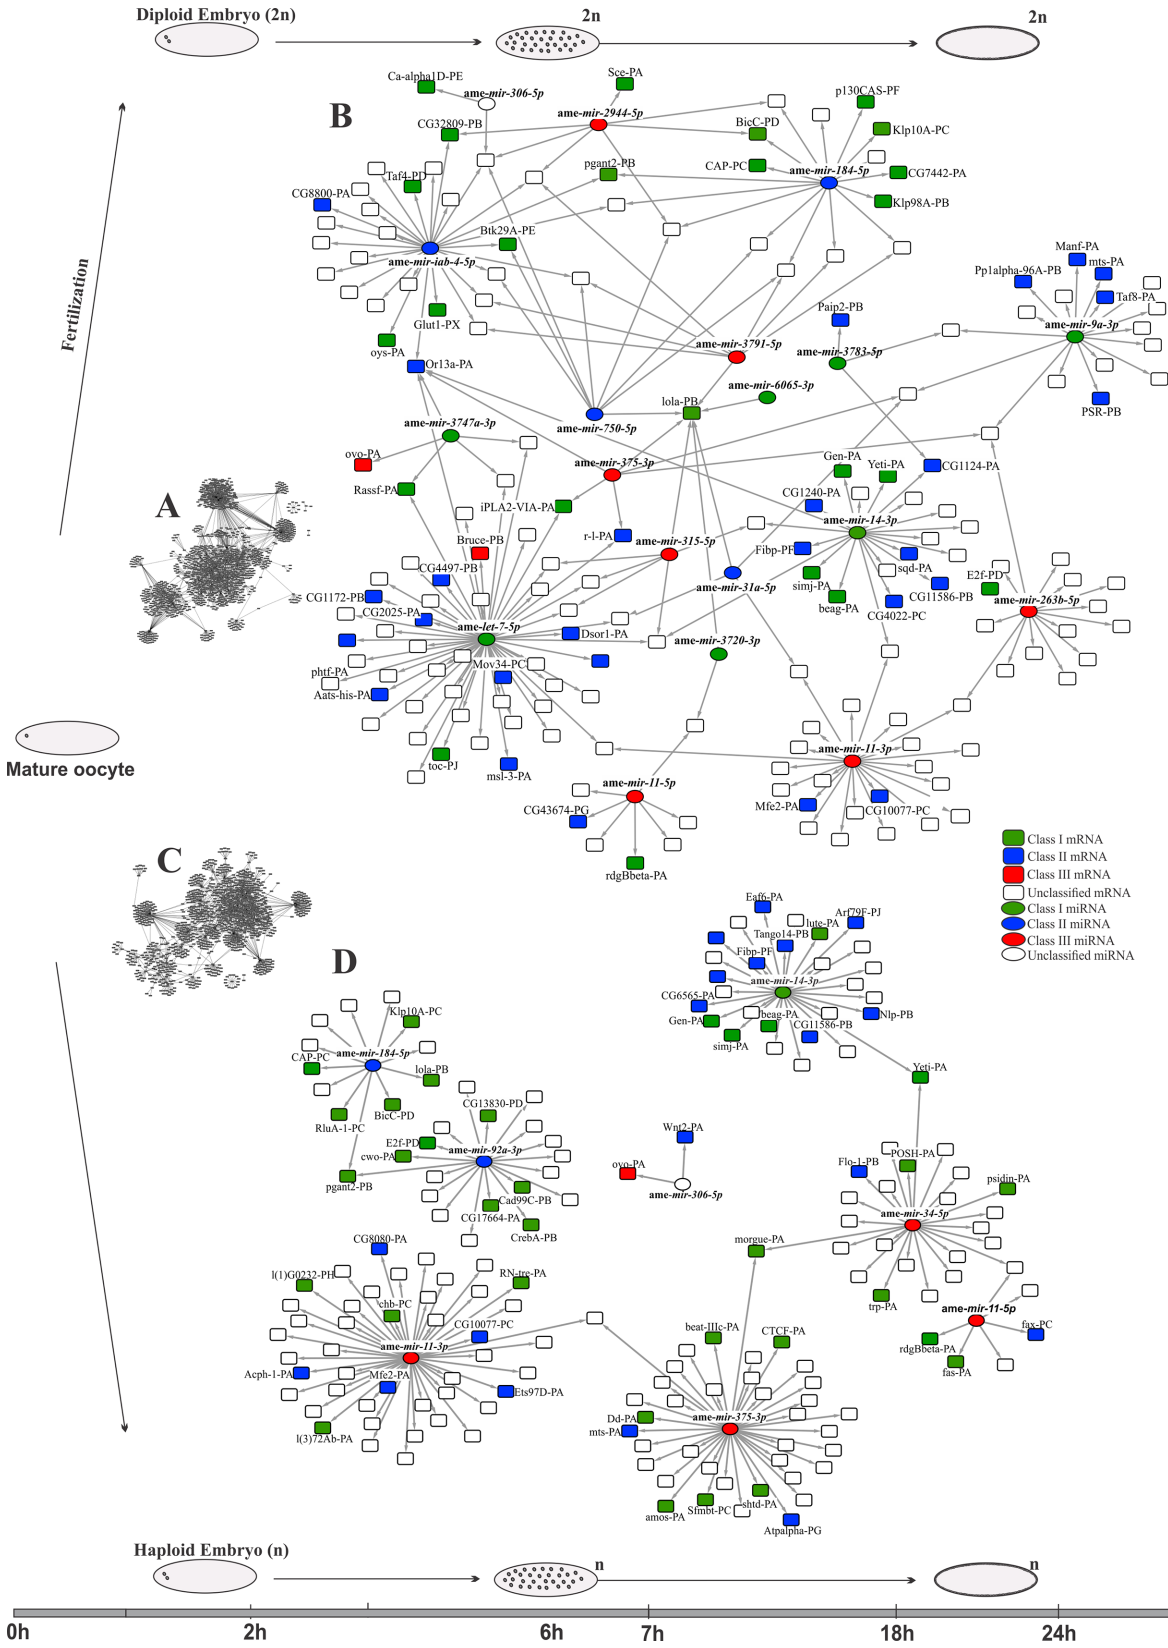 Diploid Embryo (2n)
2n
2n
Ca-alpha1D-PE
Sce-PA
ame-mir-306-5p
p130CAS-PF
B
ame-mir-2944-5p
CG32809-PB
BicC-PD
Klp10A-PC
pgant2-PB
CAP-PC
ame-mir-184-5p
CG7442-PA
Taf4-PD
CG8800-PA
Klp98A-PB
Btk29A-PE
ame-mir-iab-4-5p
Manf-PA
mts-PA
Pp1alpha-96A-PB
Taf8-PA
Fertilization
Glut1-PX
Paip2-PB
ame-mir-9a-3p
oys-PA
ame-mir-3791-5p
ame-mir-3783-5p
Or13a-PA
ame-mir-6065-3p
lola-PB
PSR-PB
ame-mir-3747a-3p
ame-mir-750-5p
ovo-PA
ame-mir-375-3p
Gen-PA
Yeti-PA
CG1124-PA
Rassf-PA
CG1240-PA
A
iPLA2-VIA-PA
ame-mir-14-3p
Bruce-PB
r-l-PA
ame-mir-315-5p
Fibp-PF
sqd-PA
CG4497-PB
E2f-PD
simj-PA
ame-mir-31a-5p
CG1172-PB
CG11586-PB
ame-mir-263b-5p
CG2025-PA
beag-PA
CG4022-PC
ame-let-7-5p
Dsor1-PA
ame-mir-3720-3p
Mov34-PC
phtf-PA
Aats-his-PA
Mature oocyte
toc-PJ
msl-3-PA
ame-mir-11-3p
ame-mir-11-5p
CG43674-PG
Mfe2-PA
CG10077-PC
rdgBbeta-PA
Class I mRNA
Class II mRNA
Class III mRNA
Unclassified mRNA
Class I miRNA
Class II miRNA
Class III miRNA
Unclassified miRNA
C
Eaf6-PA
Arf79F-PJ
lute-PA
Tango14-PB
D
Fibp-PF
ame-mir-14-3p
CG6565-PA
Klp10A-PC
Nlp-PB
Gen-PA
beag-PA
CG11586-PB
simj-PA
ame-mir-184-5p
CAP-PC
lola-PB
Yeti-PA
CG13830-PD
BicC-PD
RluA-1-PC
E2f-PD
Wnt2-PA
ame-mir-92a-3p
cwo-PA
POSH-PA
ovo-PA
Flo-1-PB
psidin-PA
pgant2-PB
ame-mir-306-5p
Cad99C-PB
CG17664-PA
ame-mir-34-5p
CrebA-PB
CG8080-PA
morgue-PA
l(1)G0232-PH
RN-tre-PA
trp-PA
chb-PC
ame-mir-11-5p
CG10077-PC
beat-IIIc-PA
CTCF-PA
fax-PC
rdgBbeta-PA
ame-mir-11-3p
fas-PA
Acph-1-PA
Mfe2-PA
Ets97D-PA
Dd-PA
ame-mir-375-3p
mts-PA
l(3)72Ab-PA
amos-PA
Sfmbt-PC
shtd-PA
Atpalpha-PG
Haploid Embryo (n)
n
n
0h
2h
6h
7h
18h
24h